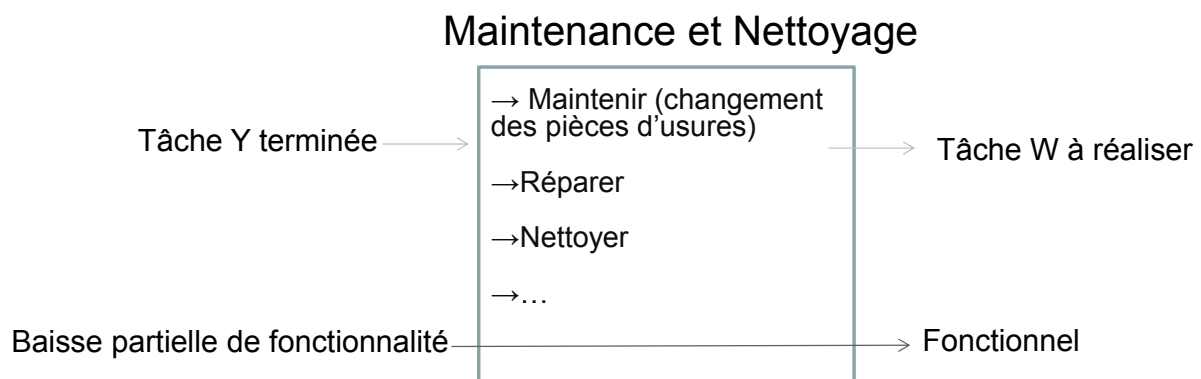 Maintenance et Nettoyage
→ Maintenir (changement
des pièces d’usures)
Tâche Y terminée
Tâche W à réaliser
→Réparer
→Nettoyer
→…
Baisse partielle de fonctionnalité
Fonctionnel